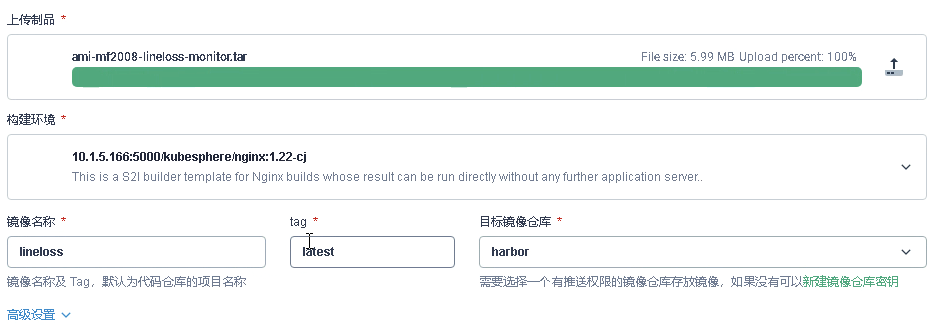 上传制品 *
ami-mf2008-lineloss-monitor.tar File size: 5.99 MB Upload percent: 100%
构建环境 *
10.1.5.166:5000/kubesphere/nginx:1.22-cj
This is a S2I builder template for Nginx builds whose result can be run directly without any further application server..
镜像名称 * tag * 目标镜像仓库 *
lineloss latest harbor
镜像名称及 Tag，默认为代码仓库的项目名称 需要选择一个有推送权限的镜像仓库存放镜像，如果没有可以新建镜像仓库密钥
高级设置